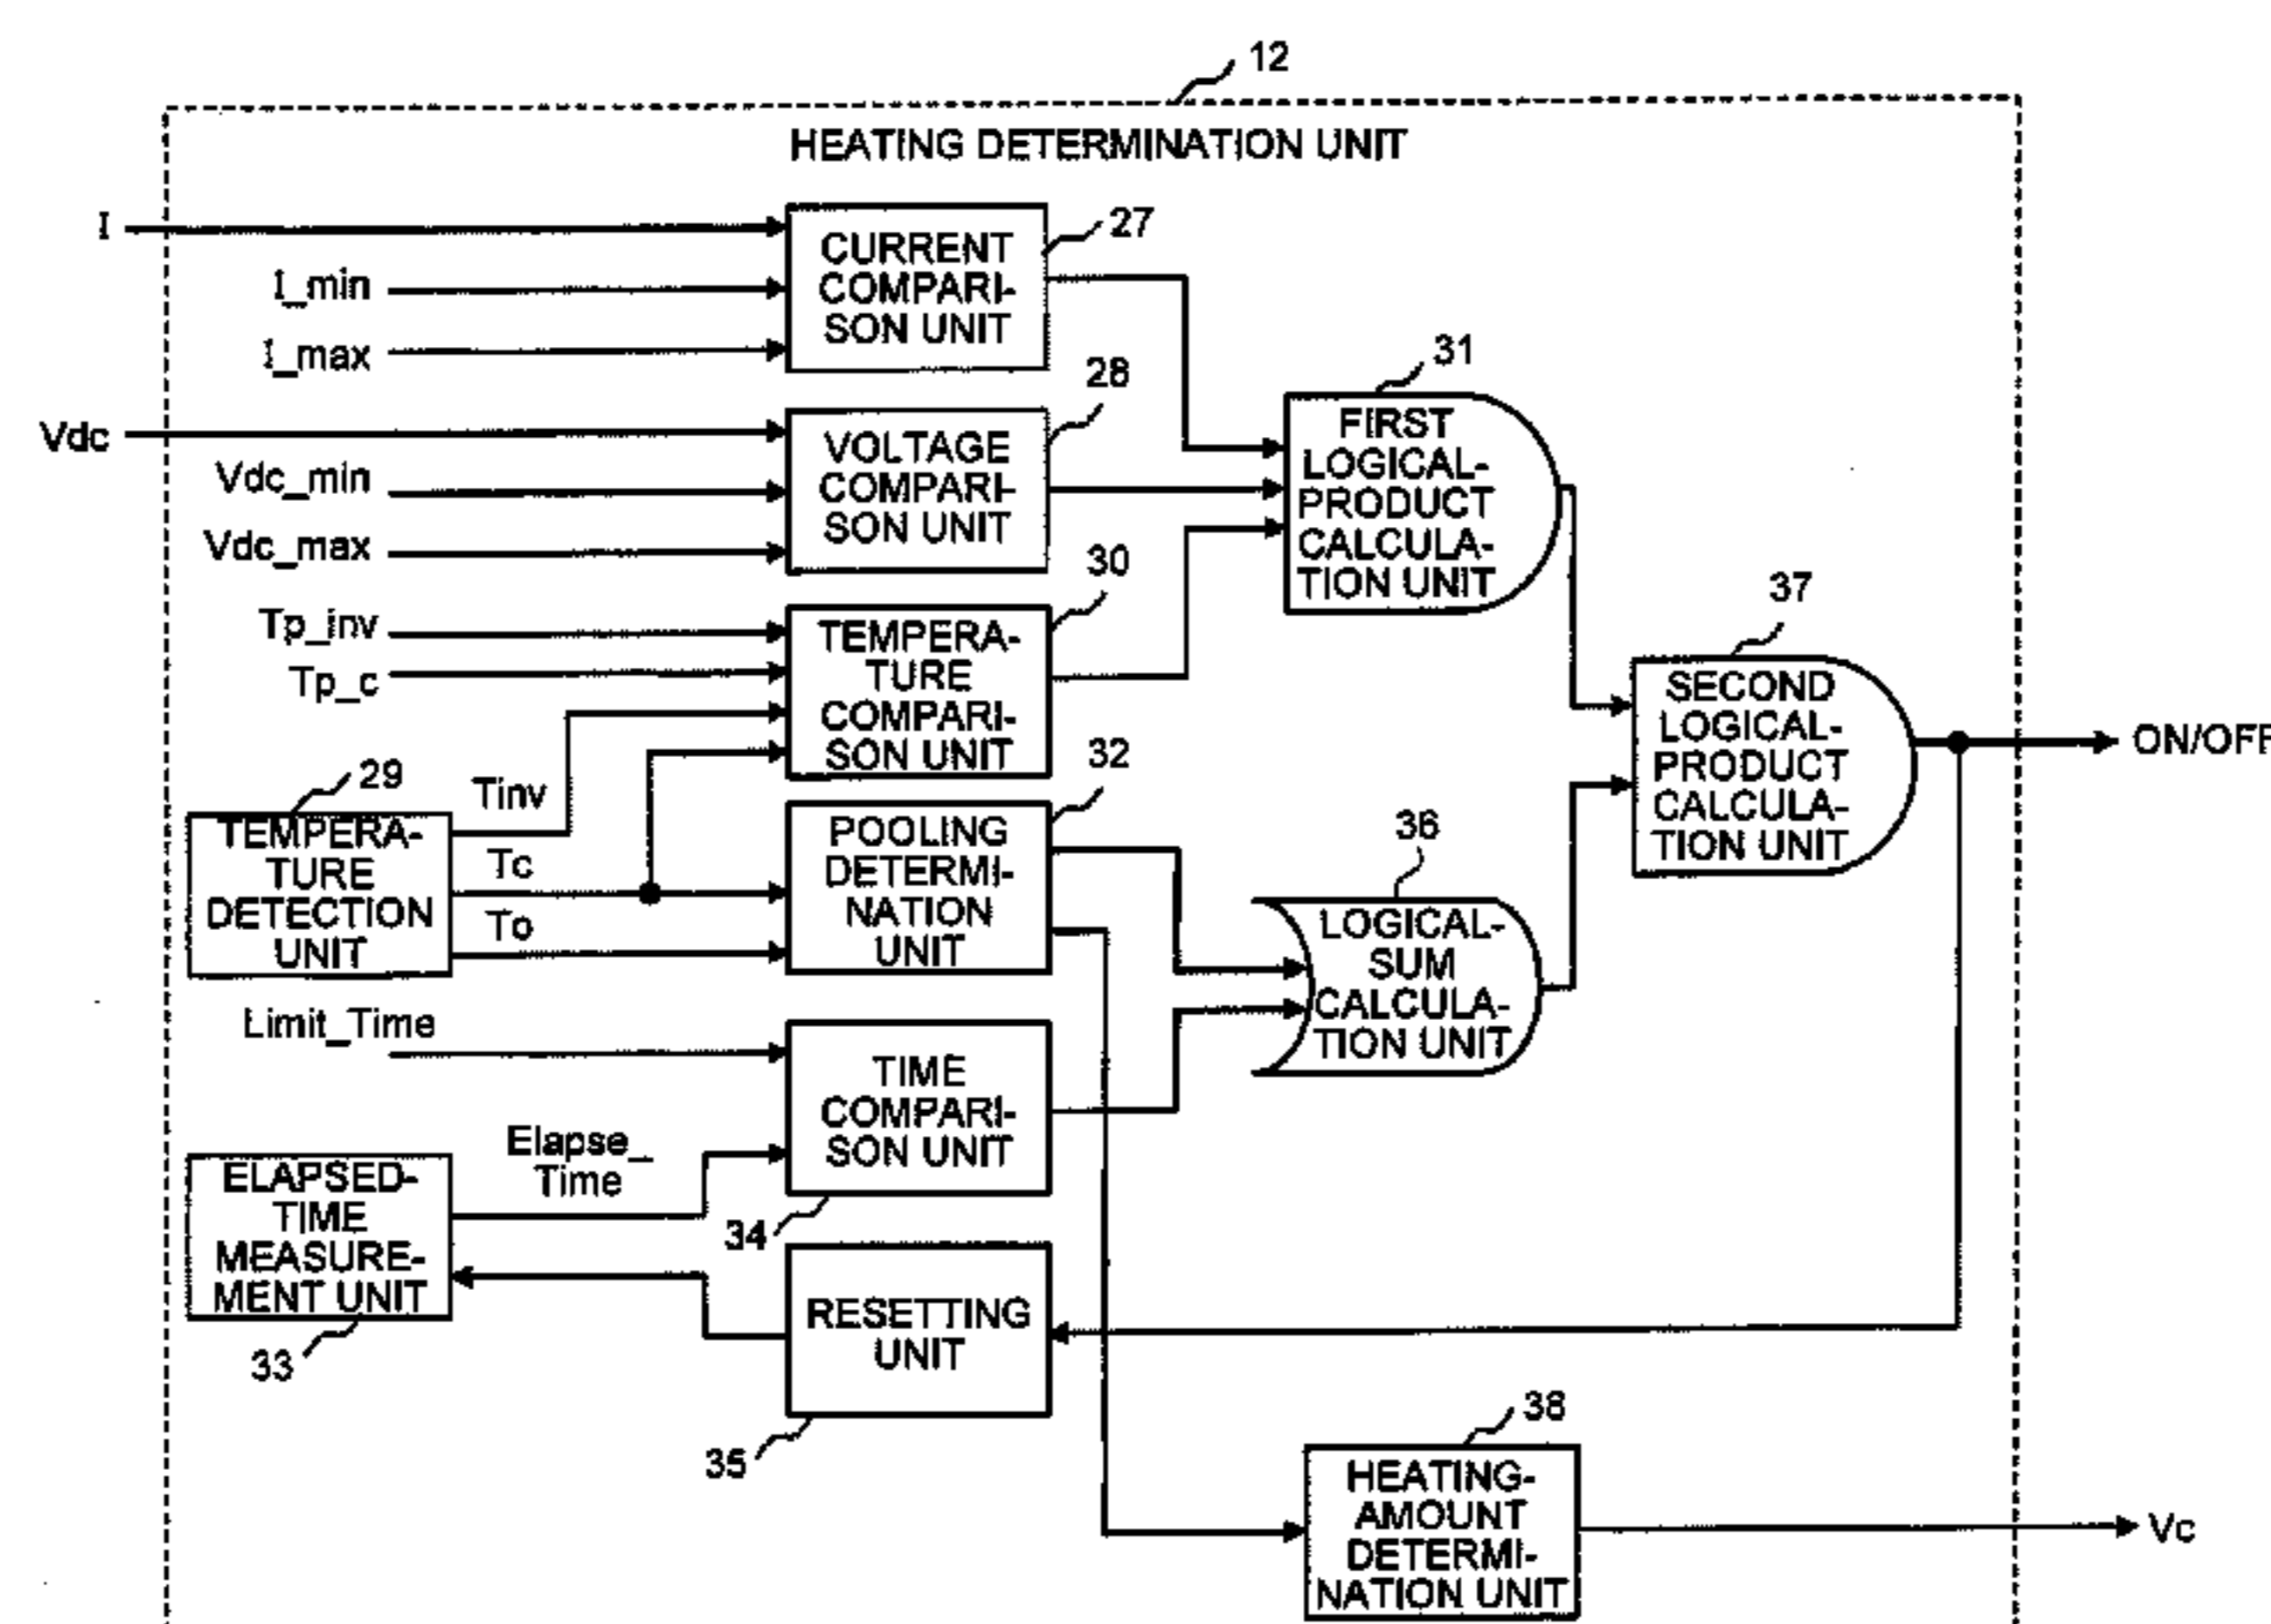 12
HEATING DETERMINATION UNIT
I
I_min
I_max
CURRENT
COMPARI-
SON UNIT
27
Vdc
Vdc_min
Vdc_max
VOLTAGE
COMPARI-
SON UNIT
28
31
FIRST
LOGICAL-
PRODUCT
CALCULA-
TION UNIT
Tp_inv
Tp_c
TEMPERA-
TURE
COMPARI-
SON UNIT
30
37
SECOND
LOGICAL-
PRODUCT
CALCULA-
TION UNIT
ON/OFF
29
TEMPERA-
TURE
DETECTION
UNIT
Tinv
Tc
To
POOLING
DETERMI-
NATION
UNIT
32
36
LOGICAL-
SUM
CALCULA-
TION UNIT
Limit_Time
TIME
COMPARI-
SON UNIT
34
Elapse_
Time
ELAPSED-
TIME
MEASURE-
MENT UNIT
33
RESETTING
UNIT
35
38
HEATING-
AMOUNT
DETERMI-
NATION UNIT
Vc